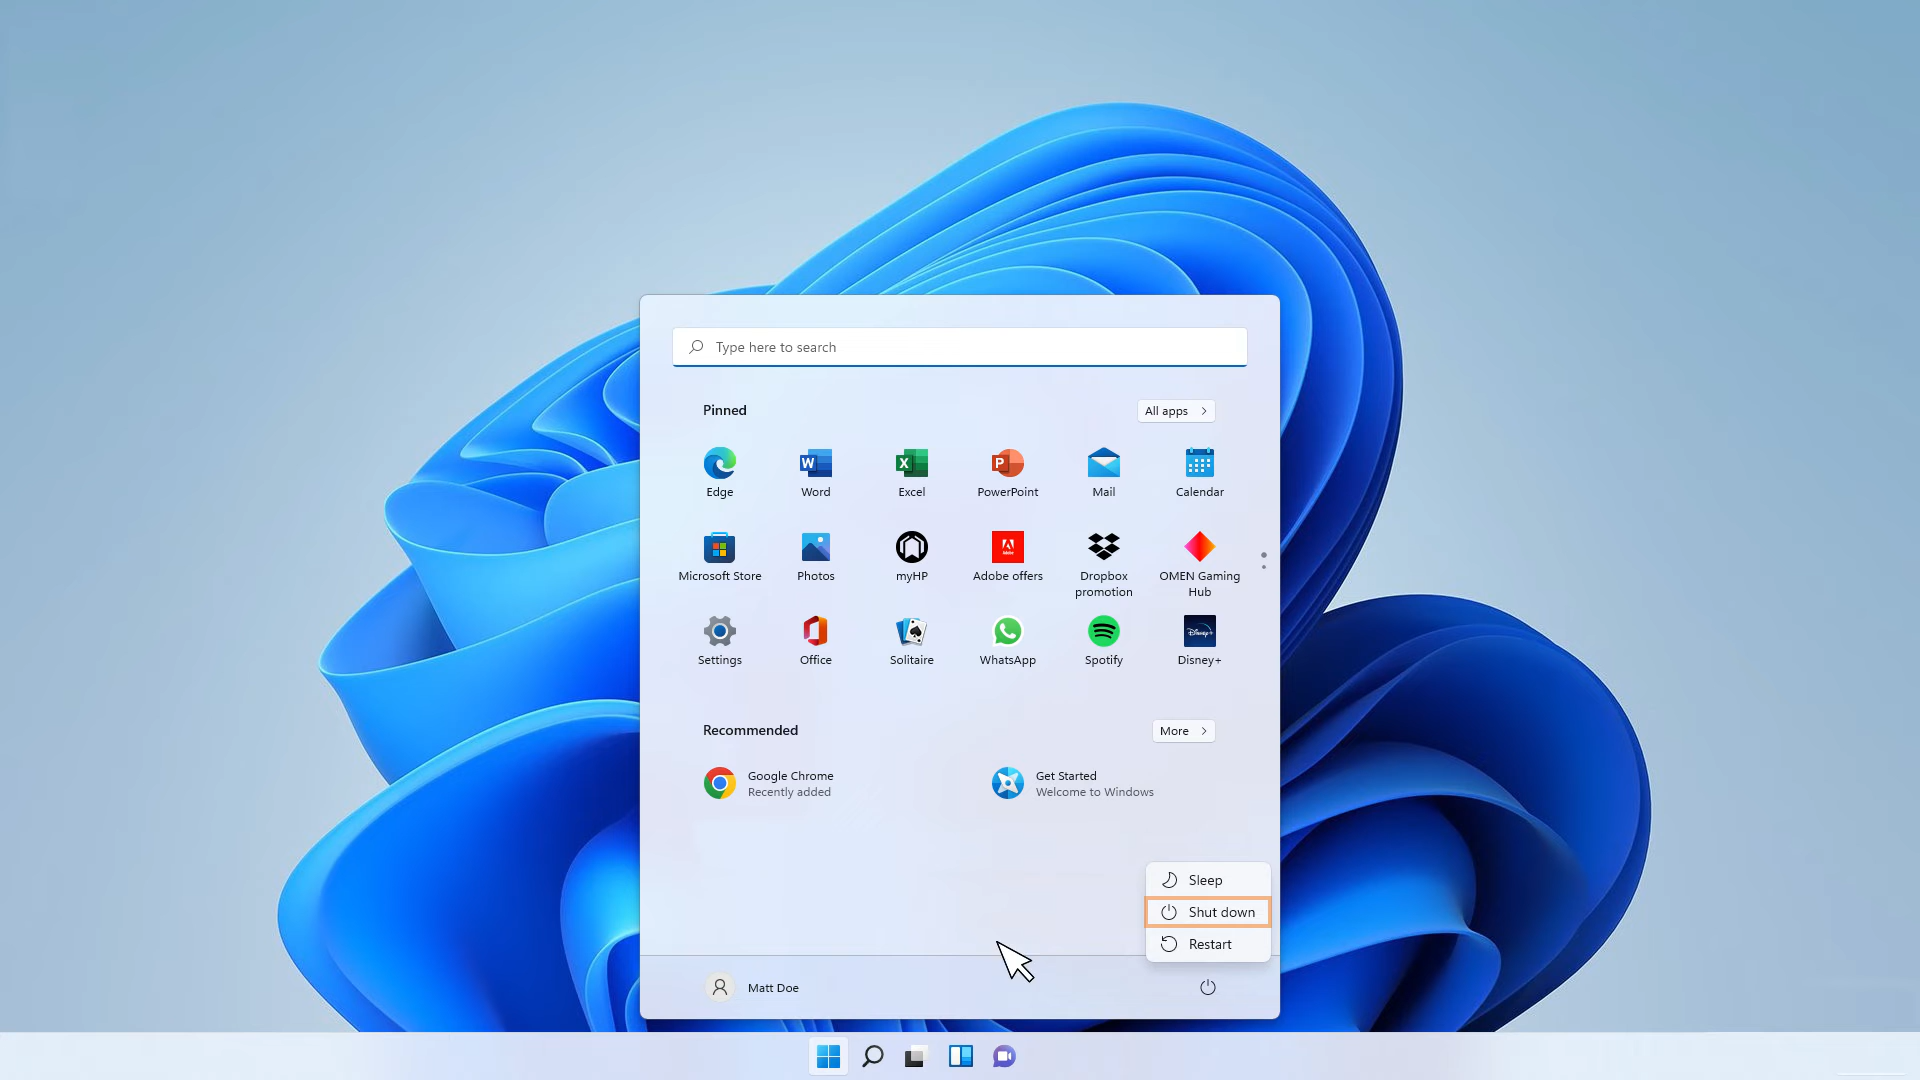 Type here to search
Pinned
All apps
Edge
Word
Excel
PowerPoint
Mail
Calendar
Microsoft Store
Photos
myHP
Adobe offers
Dropbox
promotion
OMEN Gaming
Hub
Settings
Office
Solitaire
WhatsApp
Spotify
Disney+
Recommended
More
Google Chrome
Recently added
Get Started
Welcome to Windows
Sleep
Shut down
Restart
Matt Doe